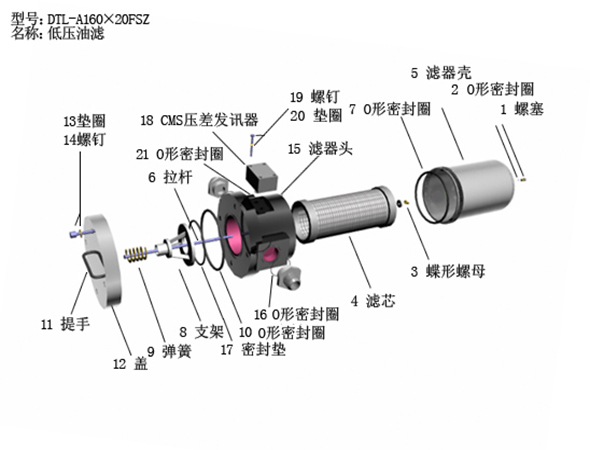 型号: DTL-A160×20FSZ
名称: 低压油滤
5 滤器壳
2 O形密封圈
19 螺钉
7 O形密封圈
1 螺塞
13垫圈
18 CMS压差发讯器
20 垫圈
14螺钉
21 O形密封圈
15 滤器头
6 拉杆
3 蝶形螺母
4 滤芯
16 O形密封圈
11 提手
8 支架
10 O形密封圈
9 弹簧
17 密封垫
12 盖